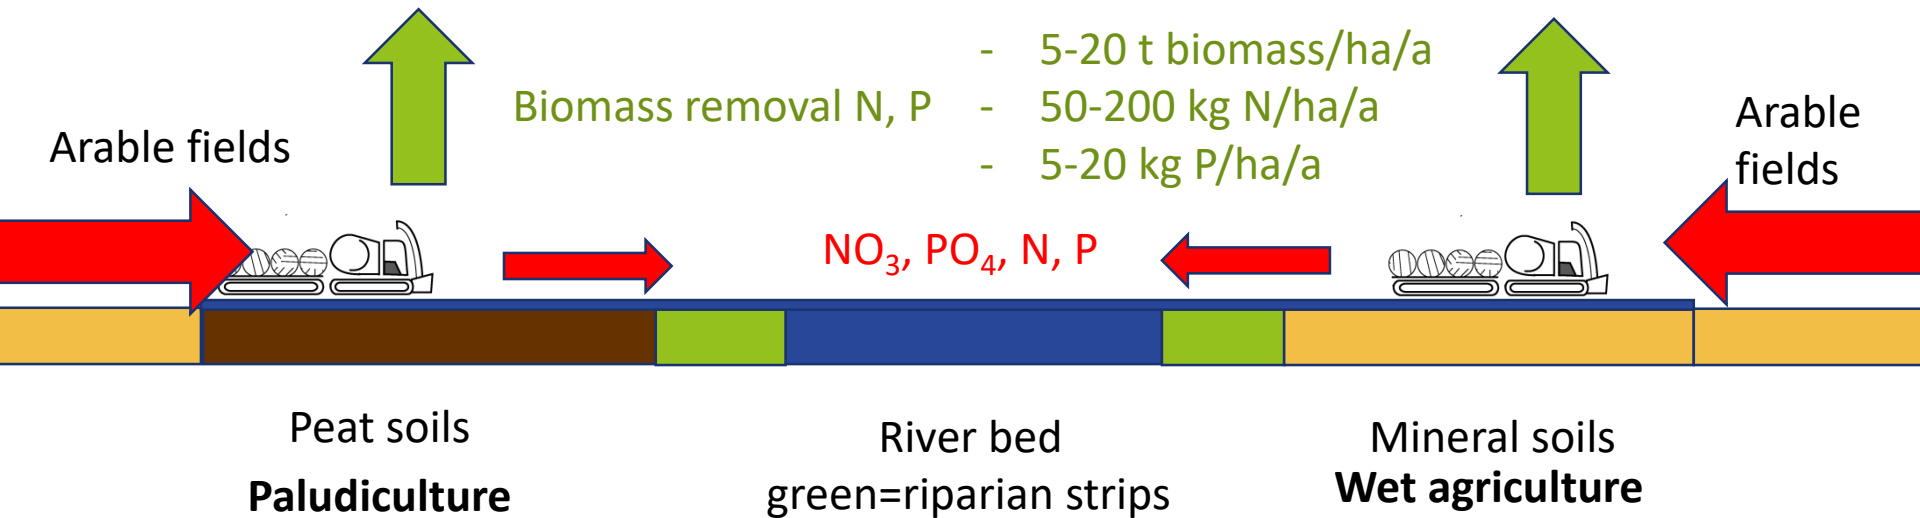 - 5-20 t biomass/ha/a
Biomass removal N, P - 50-200 kg N/ha/a
- 5-20 kg P/ha/a
Arable fields
Arable
fields
NO₃, PO₄, N, P
Peat soils
Paludiculture
River bed
green=riparian strips
Mineral soils
Wet agriculture